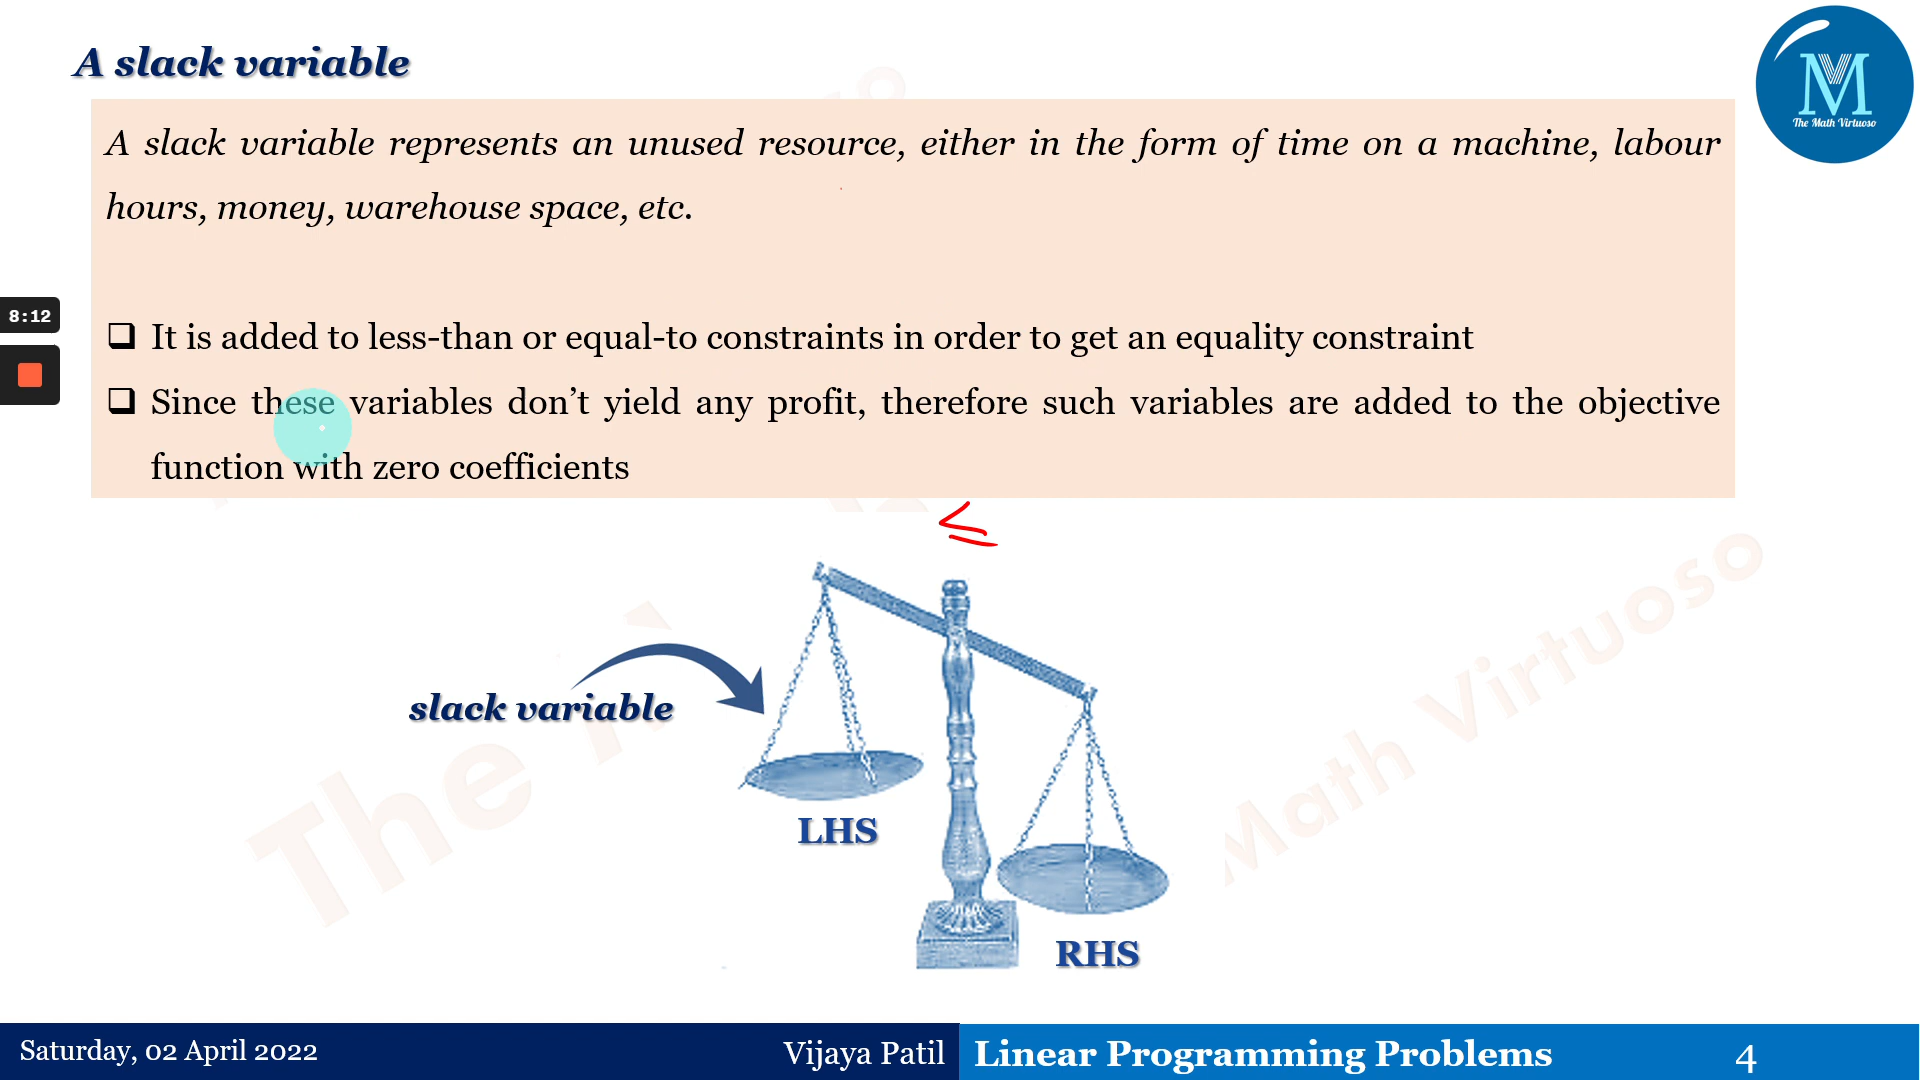 A slack variable
M
The Math Virtuoso
A slack variable represents an unused resource, either in the form of time on a machine, labour
hours, money, warehouse space, etc.
8:12
❑ It is added to less-than or equal-to constraints in order to get an equality constraint
❑ Since these variables don’t yield any profit, therefore such variables are added to the objective
function with zero coefficients
≤
slack variable
LHS
RHS
The Math Virtuoso
Saturday, 02 April 2022
Vijaya Patil
Linear Programming Problems
4